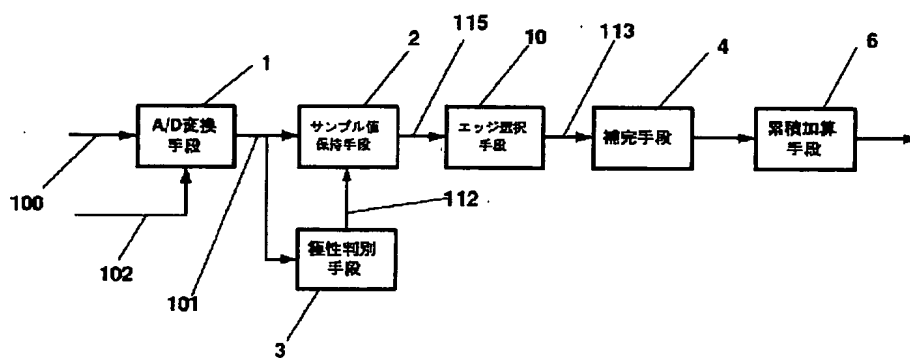 1
2
115
10
113
4
6
A/D変換
手段
サンプル値
保持手段
エッジ選択
手段
補完手段
累積加算
手段
100
102
101
112
極性判別
手段
3